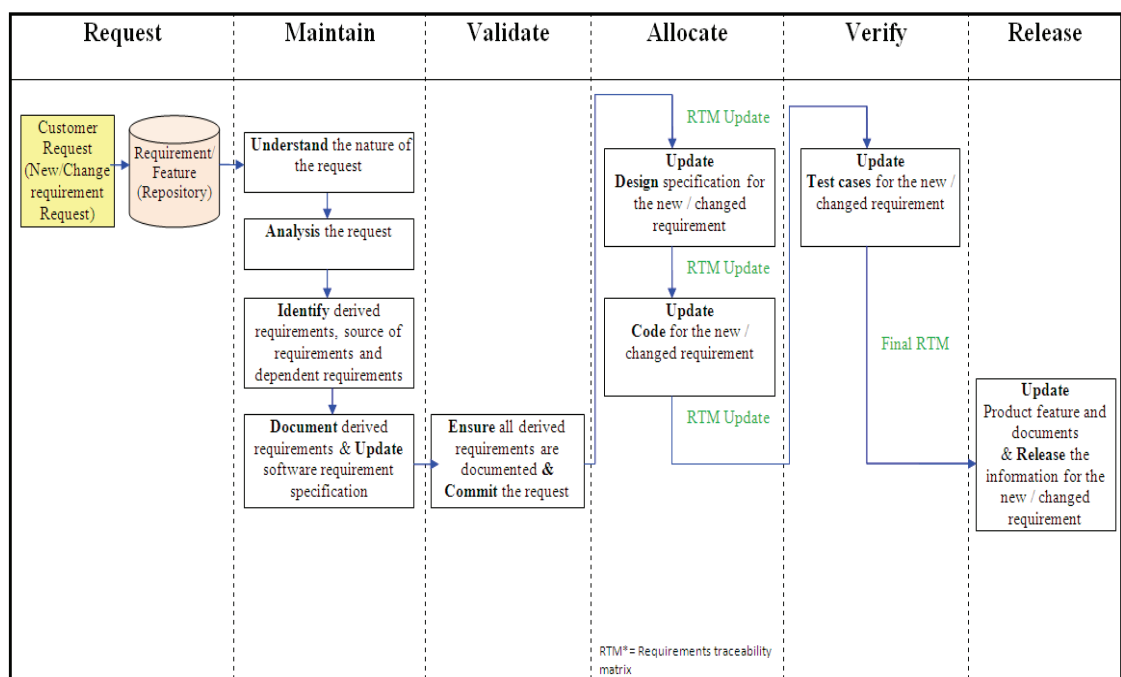 Request
Maintain
Validate
Allocate
Verify
Release
Customer
Request
(New/Change
requirement
Request)
Requirement/
Feature
(Repository)
Understand the nature of
the request
Analysis the request
Identify derived
requirements, source of
requirements and
dependent requirements
Document derived
requirements & Update
software requirement
specification
Ensure all derived
requirements are
documented &
Commit the request
RTM Update
Update
Design specification for
the new / changed
requirement
RTM Update
Update
Code for the new /
changed requirement
RTM Update
RTM*= Requirements traceability
matrix
Update
Test cases for the new /
changed requirement
Final RTM
Update
Product feature and
documents
& Release the
information for the
new / changed
requirement